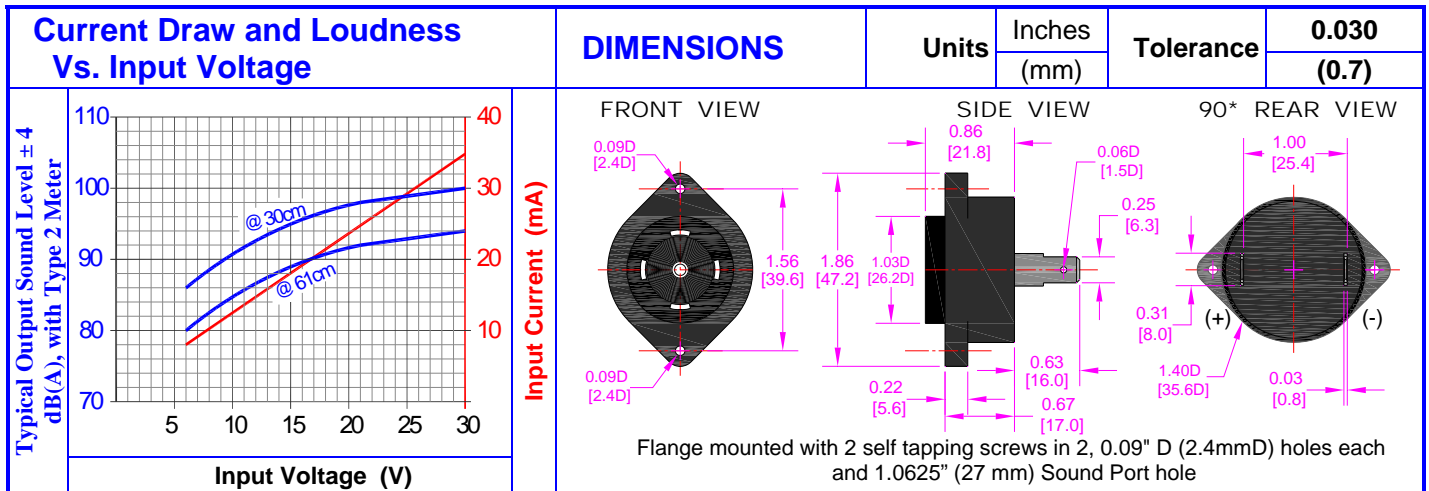 Current Draw and Loudness
Vs. Input Voltage
DIMENSIONS
Units
Inches
(mm)
Tolerance
0.030
(0.7)
Typical Output Sound Level ± 4
dB(A), with Type 2 Meter
110
100
90
80
70
@ 30cm
@ 61cm
40
30
20
10
Input Current (mA)
5
10
15
20
25
30
Input Voltage (V)
FRONT VIEW
0.09D
[2.4D]
1.56
[39.6]
0.09D
[2.4D]
SIDE VIEW
0.86
[21.8]
0.06D
[1.5D]
0.25
[6.3]
1.86
[47.2]
1.03D
[26.2D]
0.63
[16.0]
0.22
[5.6]
0.67
[17.0]
90* REAR VIEW
1.00
[25.4]
0.31
[8.0]
(+)
(-)
1.40D
[35.6D]
0.03
[0.8]
Flange mounted with 2 self tapping screws in 2, 0.09" D (2.4mmD) holes each
and 1.0625” (27 mm) Sound Port hole